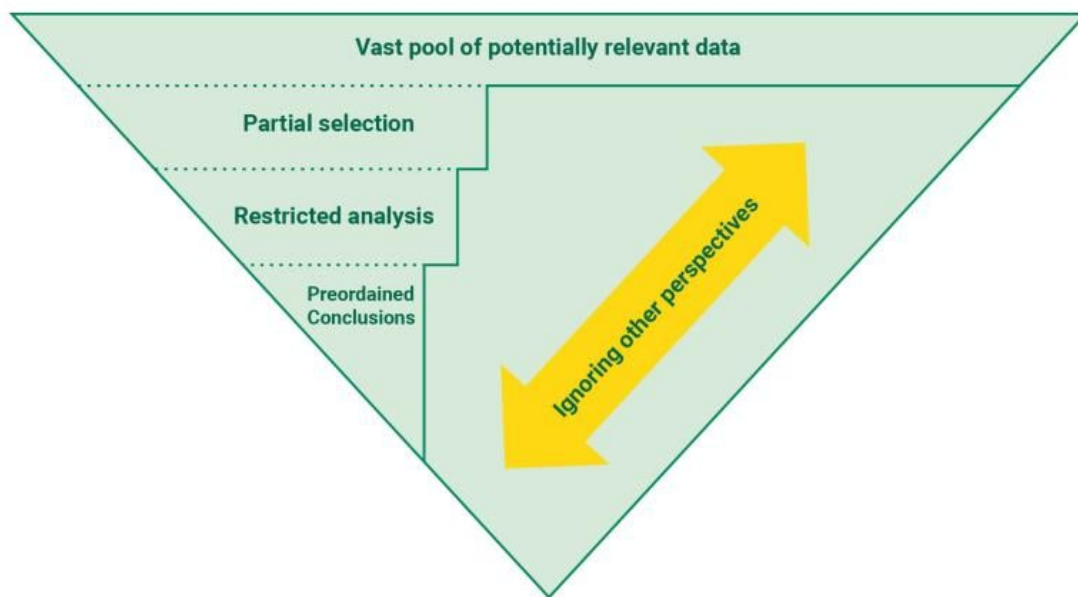 Vast pool of potentially relevant data
Partial selection
Restricted analysis
Preordained
Conclusions
Ignoring other perspectives